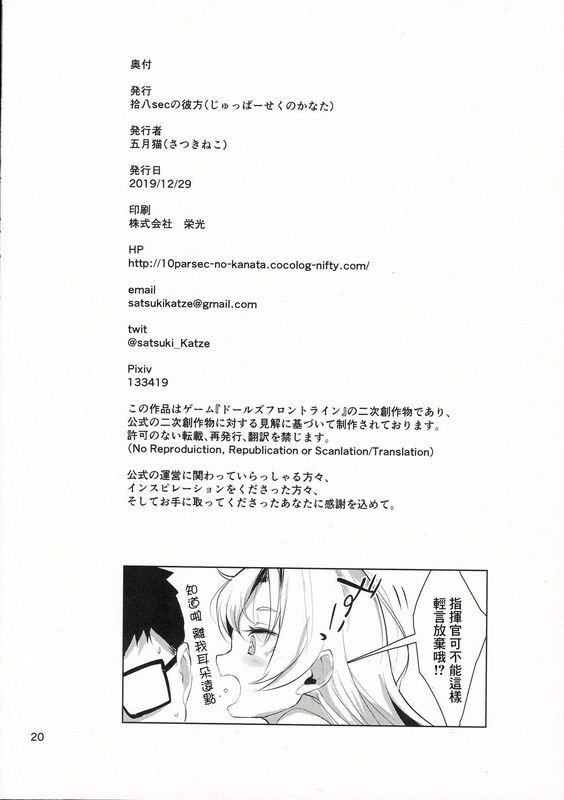 奥付
発行
拾八secの彼方(じゅっぱーせくのかなた)
発行者
五月猫(さつきねこ)
発行日
2019/12/29
印刷
株式会社　栄光
HP
http://10parsec-no-kanata.cocolog-nifty.com/
email
satsukikatze@gmail.com
twit
@satsuki_Katze
Pixiv
133419
この作品はゲーム『ドールズフロントライン』の二次創作物であり、
公式の二次創作物に対する見解に基づいて制作されております。
許可のない転載、再発行、翻訳を禁じます。
(No Reproduiction, Republication or Scanlation/Translation)
公式の運営に関わっていらっしゃる方々、
インスピレーションをくださった方々、
そしてお手に取ってくださったあなたに感謝を込めて。
指揮官可不能這樣
輕言放棄哦!?
知道啦
離我耳朵遠點
20